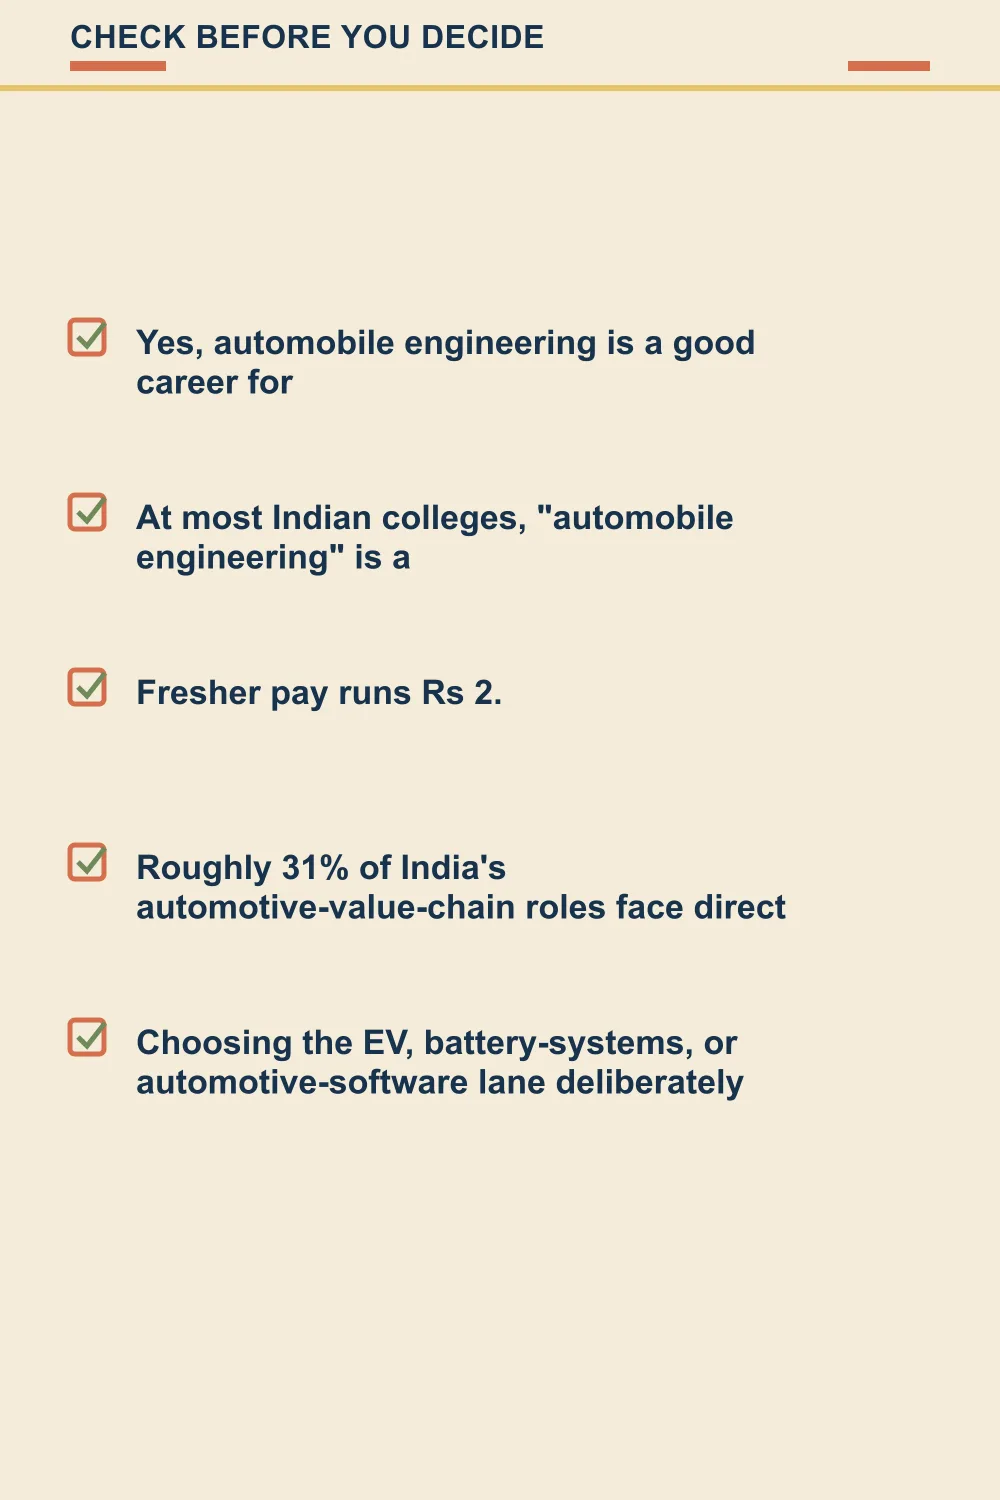 CHECK BEFORE YOU DECIDE
Yes, automobile engineering is a good
career for
At most Indian colleges, "automobile
engineering" is a
Fresher pay runs Rs 2.
Roughly 31% of India's
automotive-value-chain roles face direct
Choosing the EV, battery-systems, or
automotive-software lane deliberately